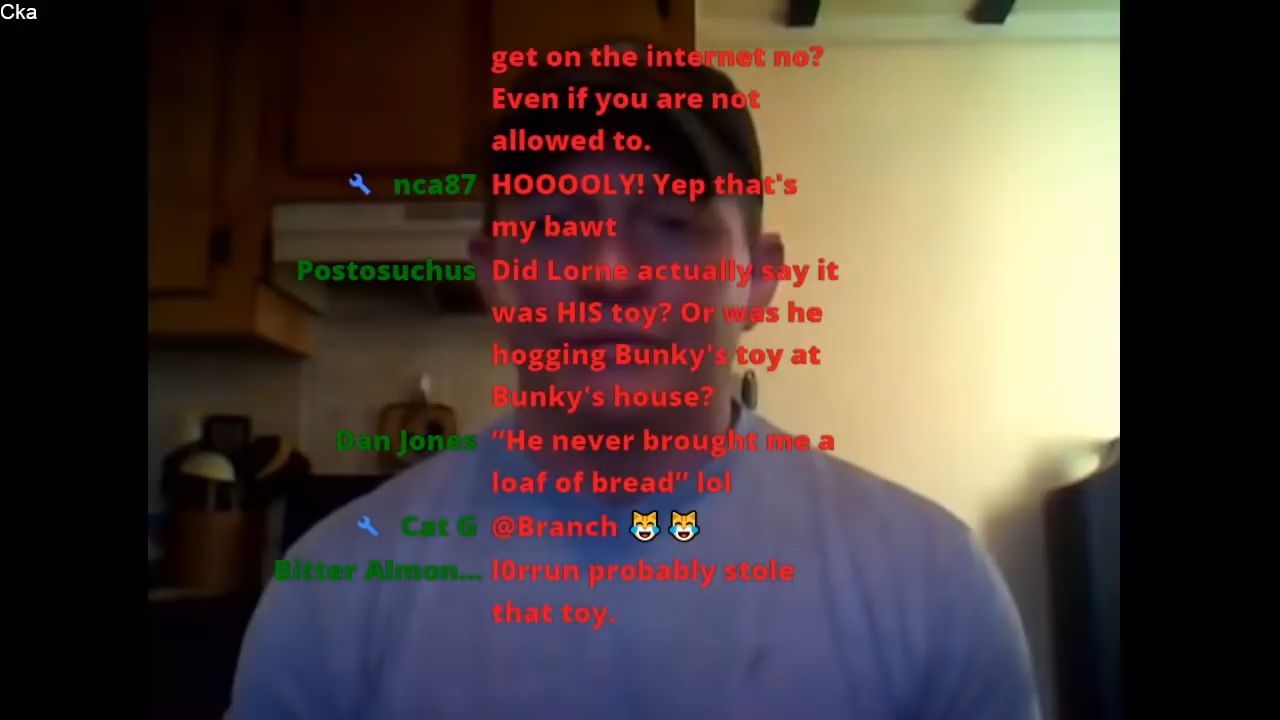 Cka
get on the internet no?
Even if you are not
allowed to.
nca87 HOOOOLY! Yep that's
my bawt
Postosuchus Did Lorne actually say it
was HIS toy? Or was he
hogging Bunky's toy at
Bunky's house?
Dan Jones “He never brought me a
loaf of bread” lol
Cat G @Branch 😹 😹
Bitter Almon... l0rrun probably stole
that toy.